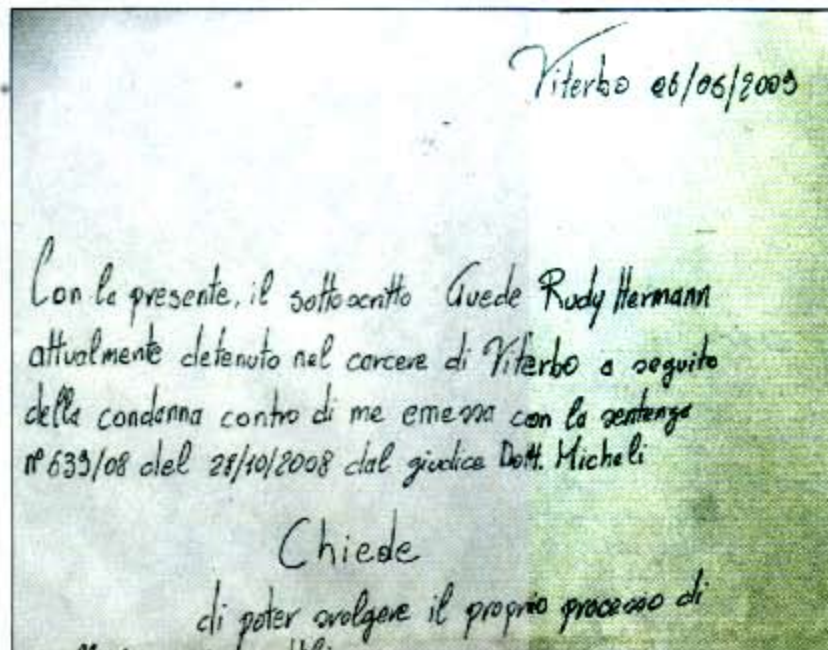 Viterbo 06/06/2009
Con la presente, il sottoscritto Guede Rudy Hermann
attualmente detenuto nel carcere di Viterbo a seguito
della condanna contro di me emessa con la sentenza
n° 639/08 del 28/10/2008 dal giudice Dott. Micheli
Chiede
di poter svolgere il proprio processo di